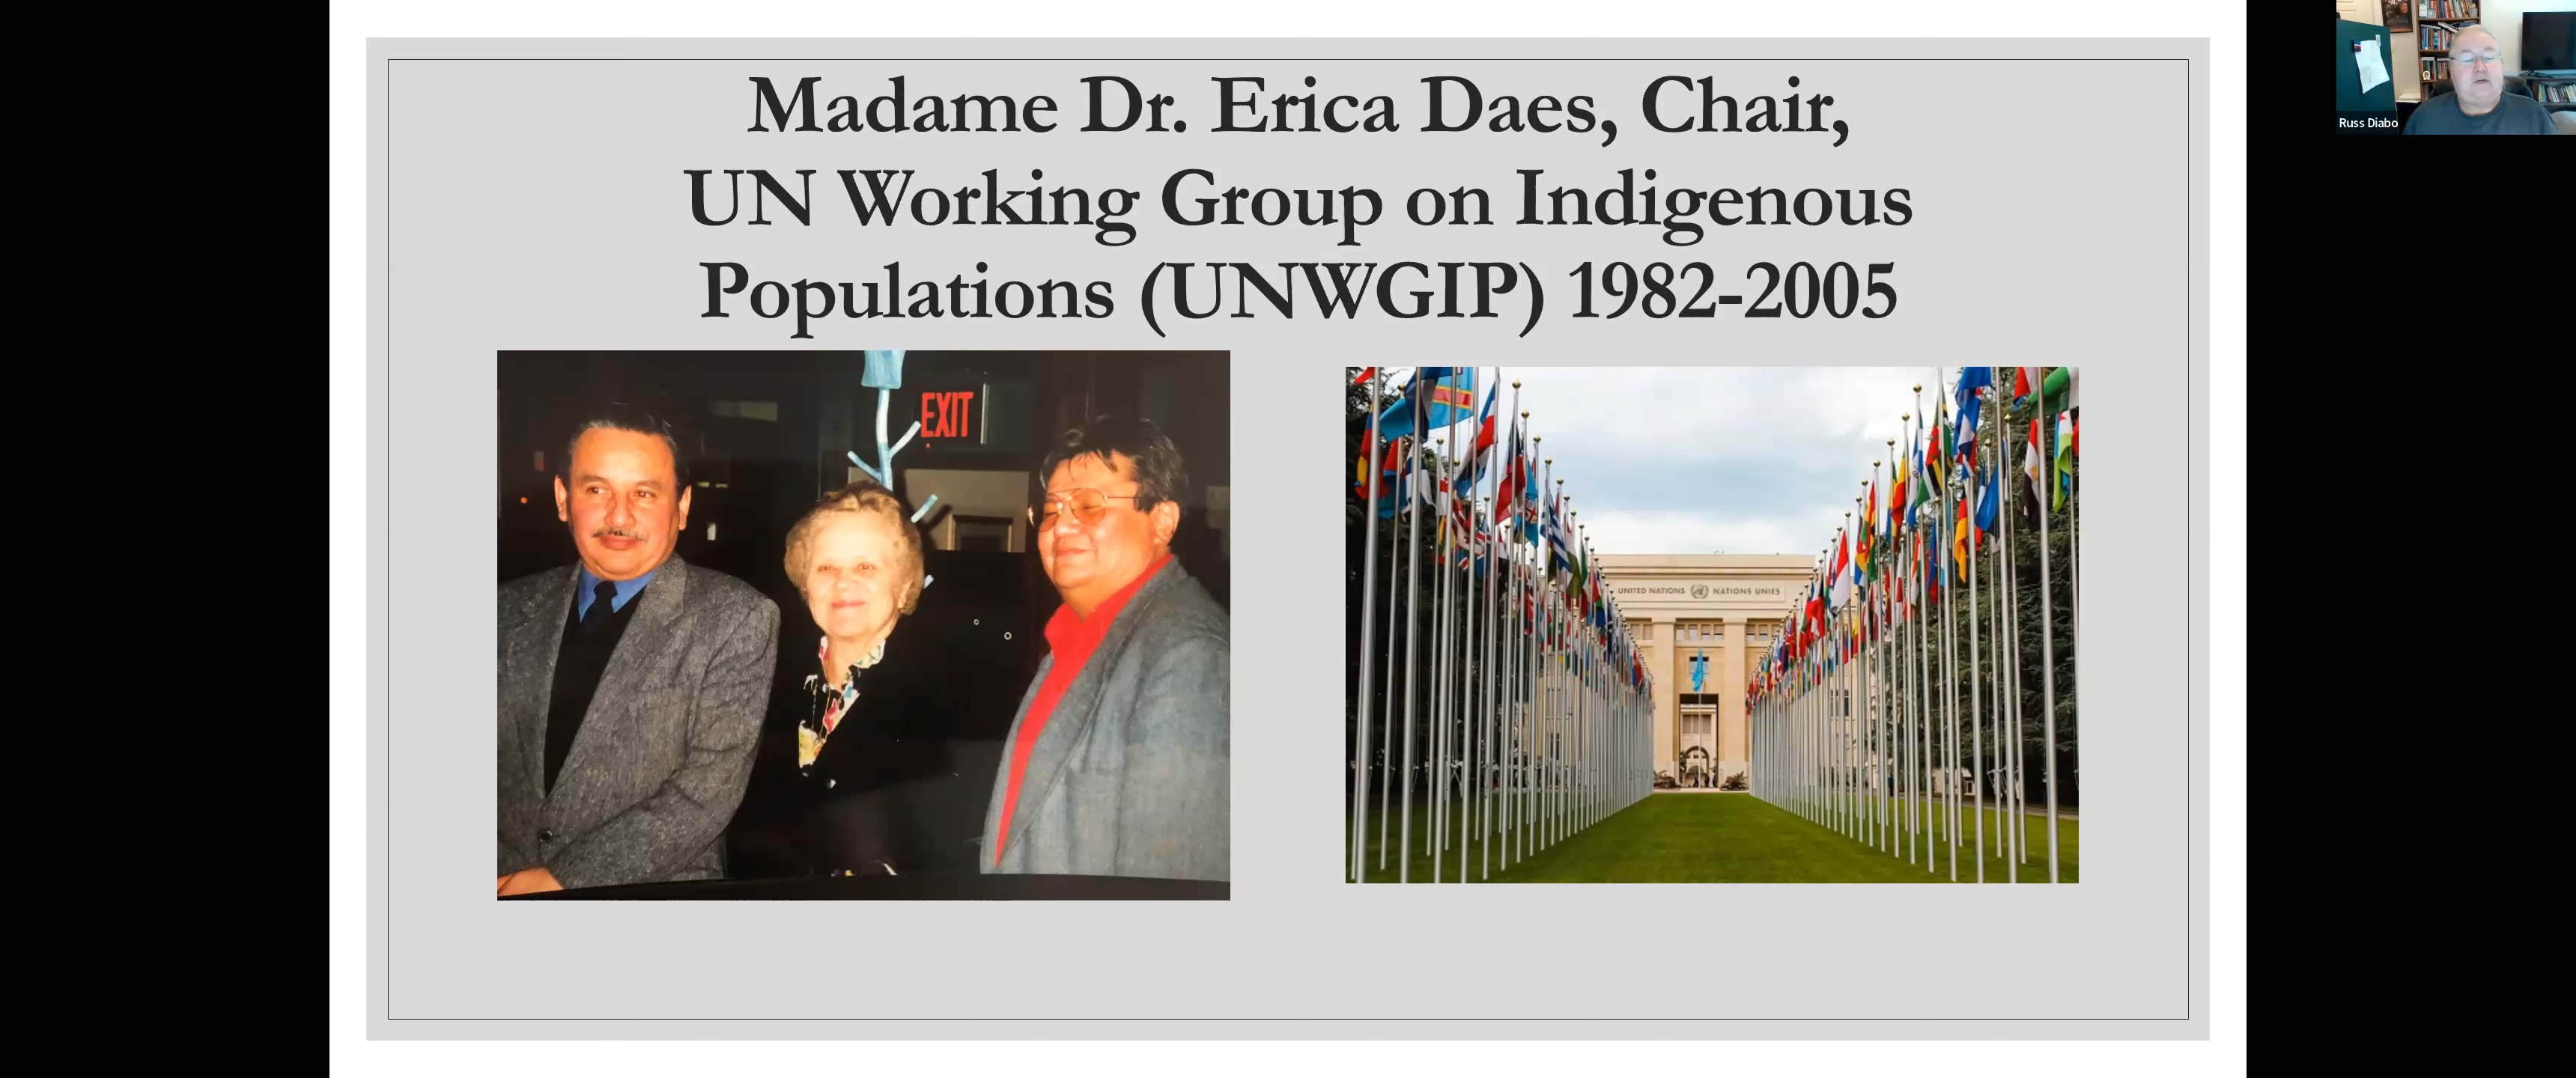 Madame Dr. Erica Daes, Chair,
UN Working Group on Indigenous
Populations (UNWGIP) 1982-2005
EXIT
UNITED NATIONS NATIONS UNIES
Russ Diabo